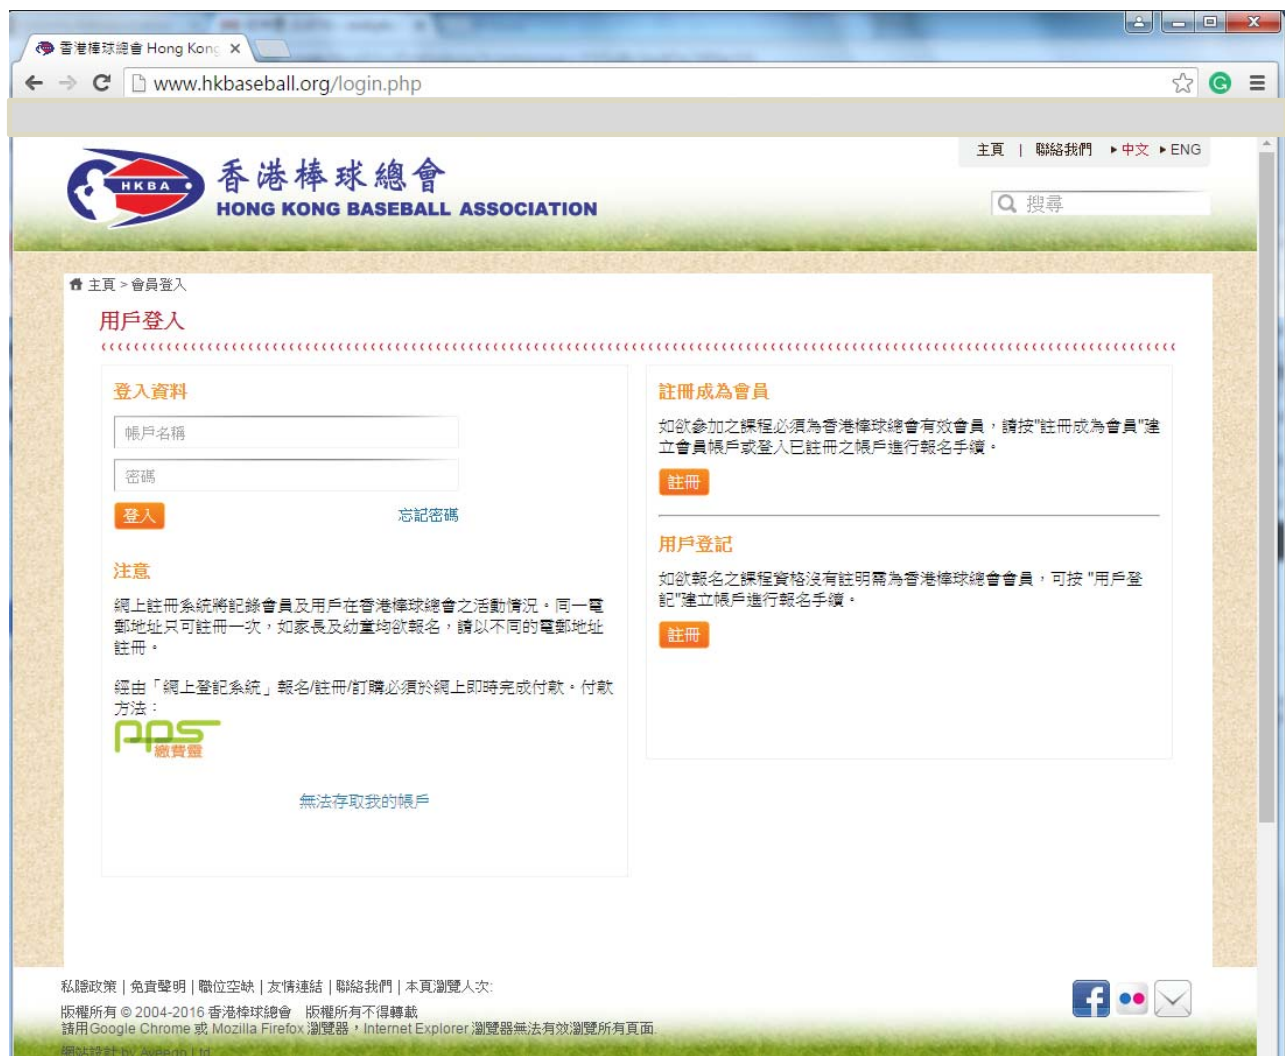 香港棒球總會 Hong Kong
www.hkbaseball.org/login.php
主頁 | 聯絡我們 ▸中文 ▸ENG
HKBA
香港棒球總會
HONG KONG BASEBALL ASSOCIATION
搜尋
主頁 > 會員登入
用戶登入
登入資料
帳戶名稱
密碼
登入
忘記密碼
注意
網上註冊系統將記錄會員及用戶在香港棒球總會之活動情況。同一電
郵地址只可註冊一次，如家長及幼童均欲報名，請以不同的電郵地址
註冊。
經由「網上登記系統」報名/註冊/訂購必須於網上即時完成付款。付款
方法：
pps
繳費靈
無法存取我的帳戶
註冊成為會員
如欲參加之課程必須為香港棒球總會有效會員，請按"註冊成為會員"建
立會員帳戶或登入已註冊之帳戶進行報名手續。
註冊
用戶登記
如欲報名之課程資格沒有註明需為香港棒球總會會員，可按 "用戶登
記"建立帳戶進行報名手續。
註冊
私隱政策 | 免責聲明 | 職位空缺 | 友情連結 | 聯絡我們 | 本頁瀏覽人次:
版權所有 © 2004-2016 香港棒球總會 版權所有不得轉載
請用Google Chrome 或 Mozilla Firefox 瀏覽器，Internet Explorer 瀏覽器無法有效瀏覽所有頁面.
網站設計 by Aveego Ltd